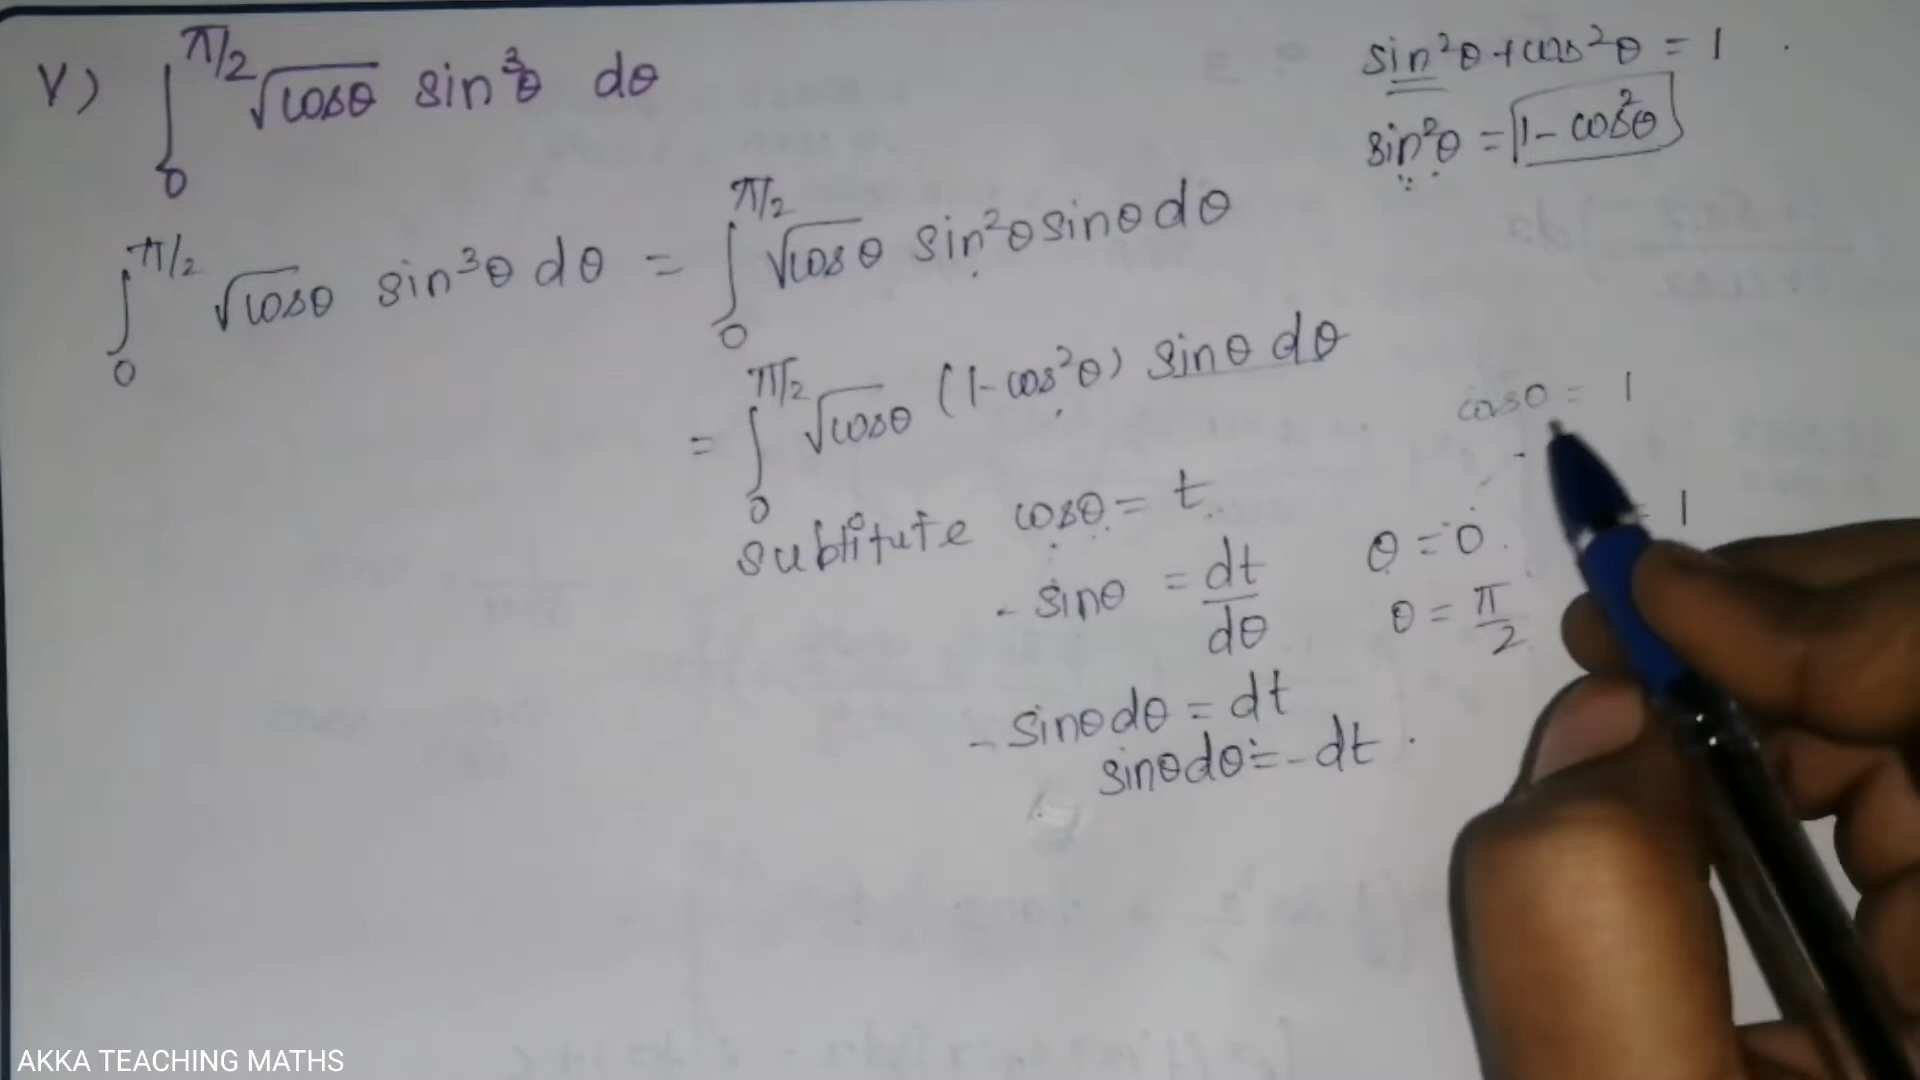 V) ∫₀^π/2 √cosθ sin³θ dθ
sin²θ + cos²θ = 1
sin²θ = 1 - cos²θ
∫₀^π/2 √cosθ sin³θ dθ = ∫₀^π/2 √cosθ sin²θ sinθ dθ
= ∫₀^π/2 √cosθ (1 - cos²θ) sinθ dθ
cos0 = 1
subtitute cosθ = t
θ = 0
= 1
- sinθ = dt/dθ
θ = π/2
- sinθ dθ = dt
sinθ dθ = - dt
AKKA TEACHING MATHS